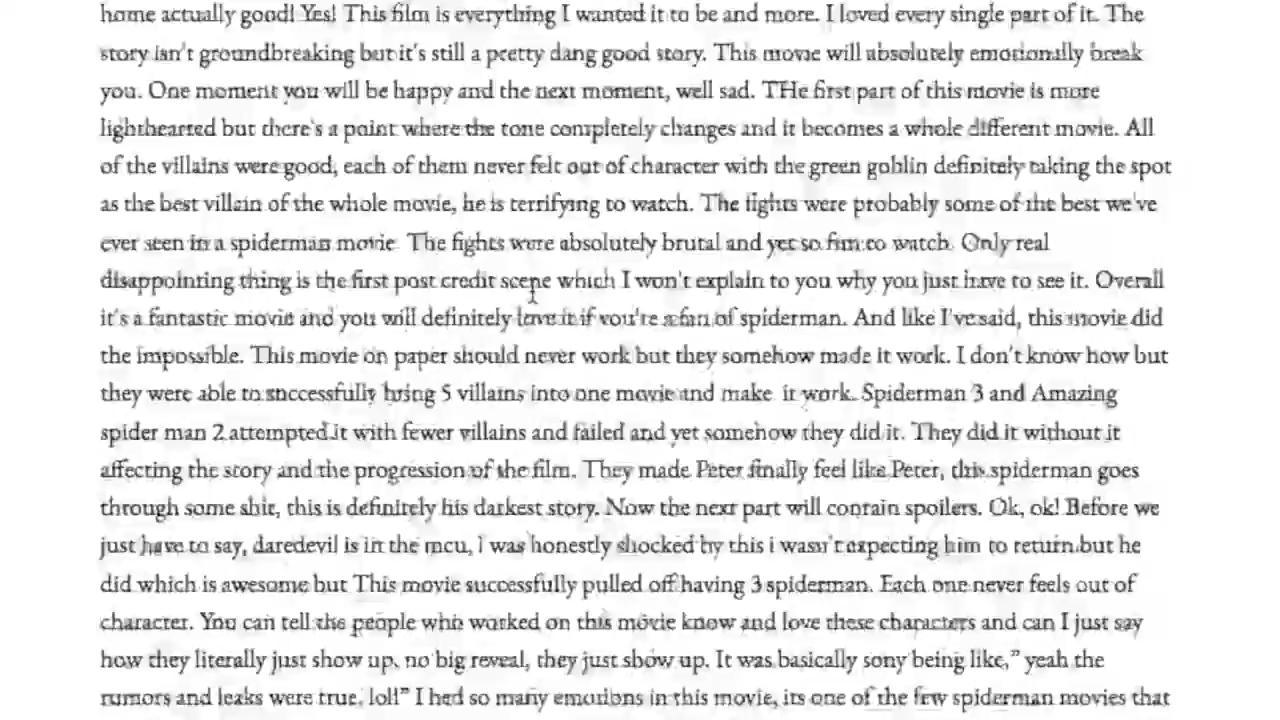 home actually good! Yes! This film is everything I wanted it to be and more. I loved every single part of it. The
story isn't groundbreaking but it's still a pretty dang good story. This movie will absolutely emotionally break
you. One moment you will be happy and the next moment, well sad. THe first part of this movie is more
lighthearted but there's a point where the tone completely changes and it becomes a whole different movie. All
of the villains were good, each of them never felt out of character with the green goblin definitely taking the spot
as the best villain of the whole movie, he is terrifying to watch. The fights were probably some of the best we've
ever seen in a spiderman movie. The fights were absolutely brutal and yet so fun to watch. Only real
disappointing thing is the first post credit scene which I won't explain to you why you just have to see it. Overall
it's a fantastic movie and you will definitely love it if you're a fan of spiderman. And like I've said, this movie did
the impossible. This movie on paper should never work but they somehow made it work. I don't know how but
they were able to successfully bring 5 villains into one movie and make it work. Spiderman 3 and Amazing
spider man 2 attempted it with fewer villains and failed and yet somehow they did it. They did it without it
affecting the story and the progression of the film. They made Peter finally feel like Peter, this spiderman goes
through some shit, this is definitely his darkest story. Now the next part will contain spoilers. Ok, ok! Before we
just have to say, daredevil is in the mcu, i was honestly shocked by this i wasn't expecting him to return but he
did which is awesome but This movie successfully pulled off having 3 spiderman. Each one never feels out of
character. You can tell the people who worked on this movie know and love these characters and can I just say
how they literally just show up, no big reveal, they just show up. It was basically sony being like," yeah the
rumors and leaks were true, lol!" I hed so many emotions in this movie, its one of the few spiderman movies that